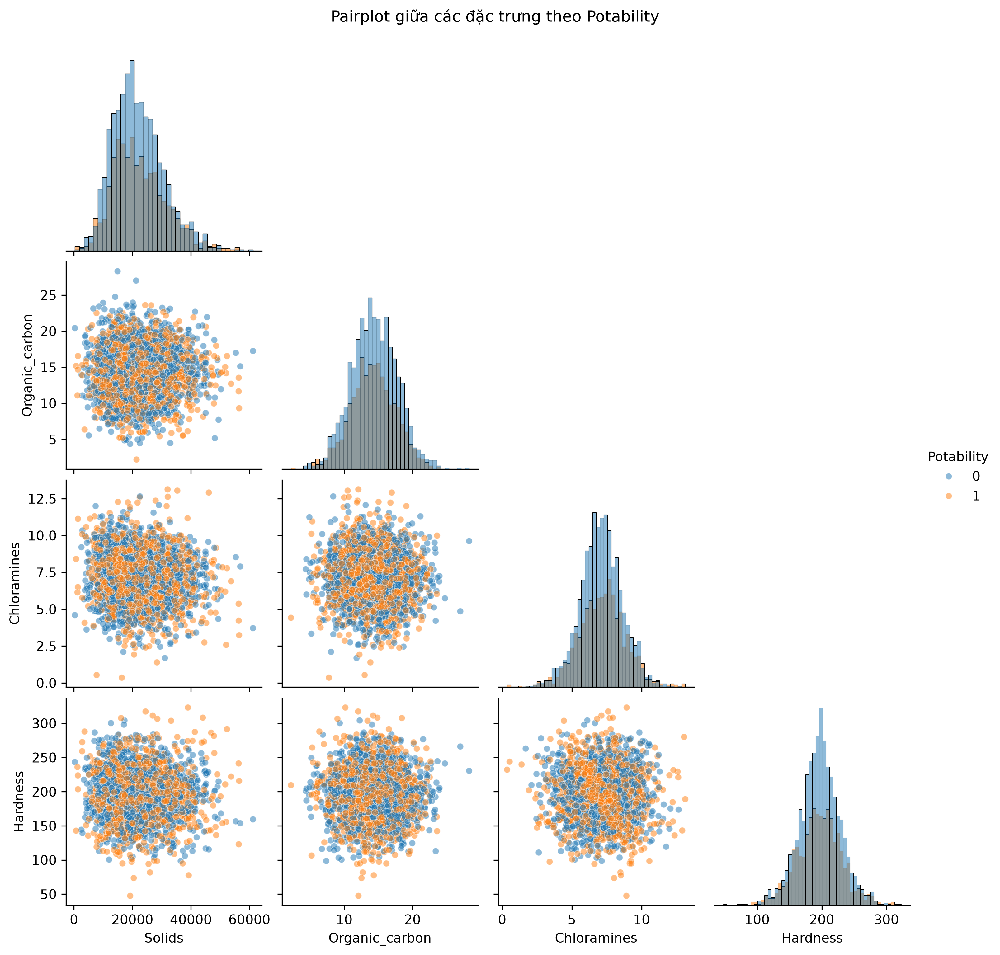 Pairplot giữa các đặc trưng theo Potability
25
20
15
10
5
Organic_carbon
Potability
0
1
12.5
10.0
7.5
5.0
2.5
0.0
Chloramines
300
250
200
150
100
50
Hardness
0 20000 40000 60000 10 20 0 5 10 100 200 300
Solids Organic_carbon Chloramines Hardness